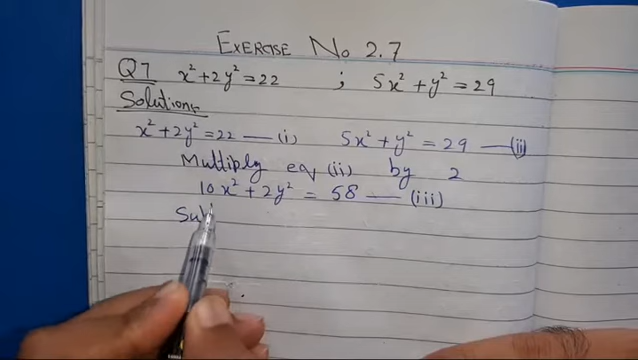 EXERCISE No 2.7
Q7 x²+2y²=22 ; 5x²+y²=29
Solution:
x²+2y²=22 — (i) 5x²+y²=29 — (ii)
Multiply eq (ii) by 2
10x²+2y² = 58 — (iii)
Sub